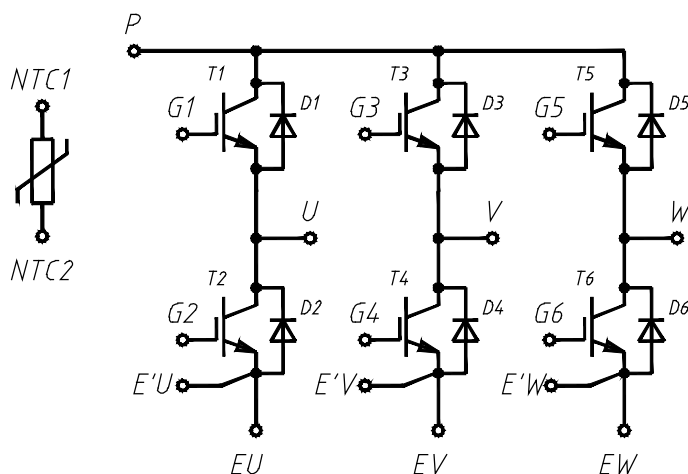 P
NTC1
NTC2
T1
G1
D1
T3
G3
D3
T5
G5
D5
U
V
W
T2
G2
D2
T4
G4
D4
T6
G6
D6
E'U
E'V
E'W
EU
EV
EW